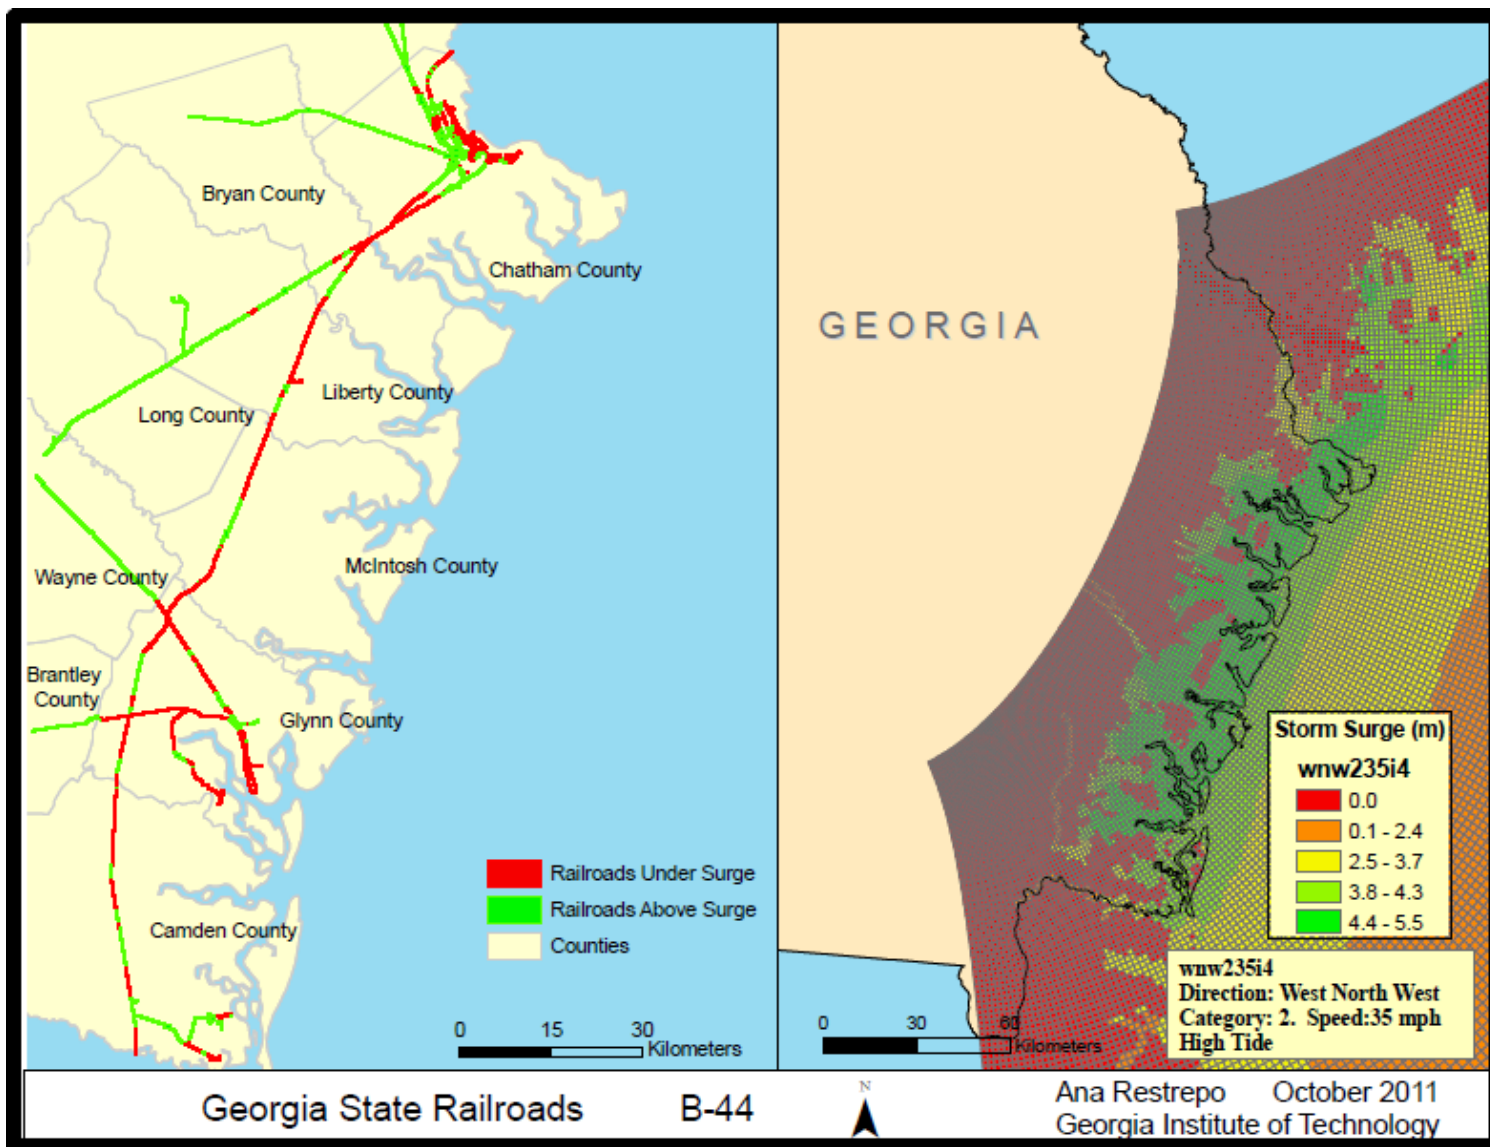 Bryan County
Chatham County
Liberty County
Long County
McIntosh County
Wayne County
Brantley
County
Glynn County
Camden County
Railroads Under Surge
Railroads Above Surge
Counties
0 15 30
Kilometers
GEORGIA
Storm Surge (m)
wnw235i4
0.0
0.1 - 2.4
2.5 - 3.7
3.8 - 4.3
4.4 - 5.5
wnw235i4
Direction: West North West
Category: 2. Speed:35 mph
High Tide
0 30 60
Kilometers
Georgia State Railroads B-44
N
Ana Restrepo October 2011
Georgia Institute of Technology